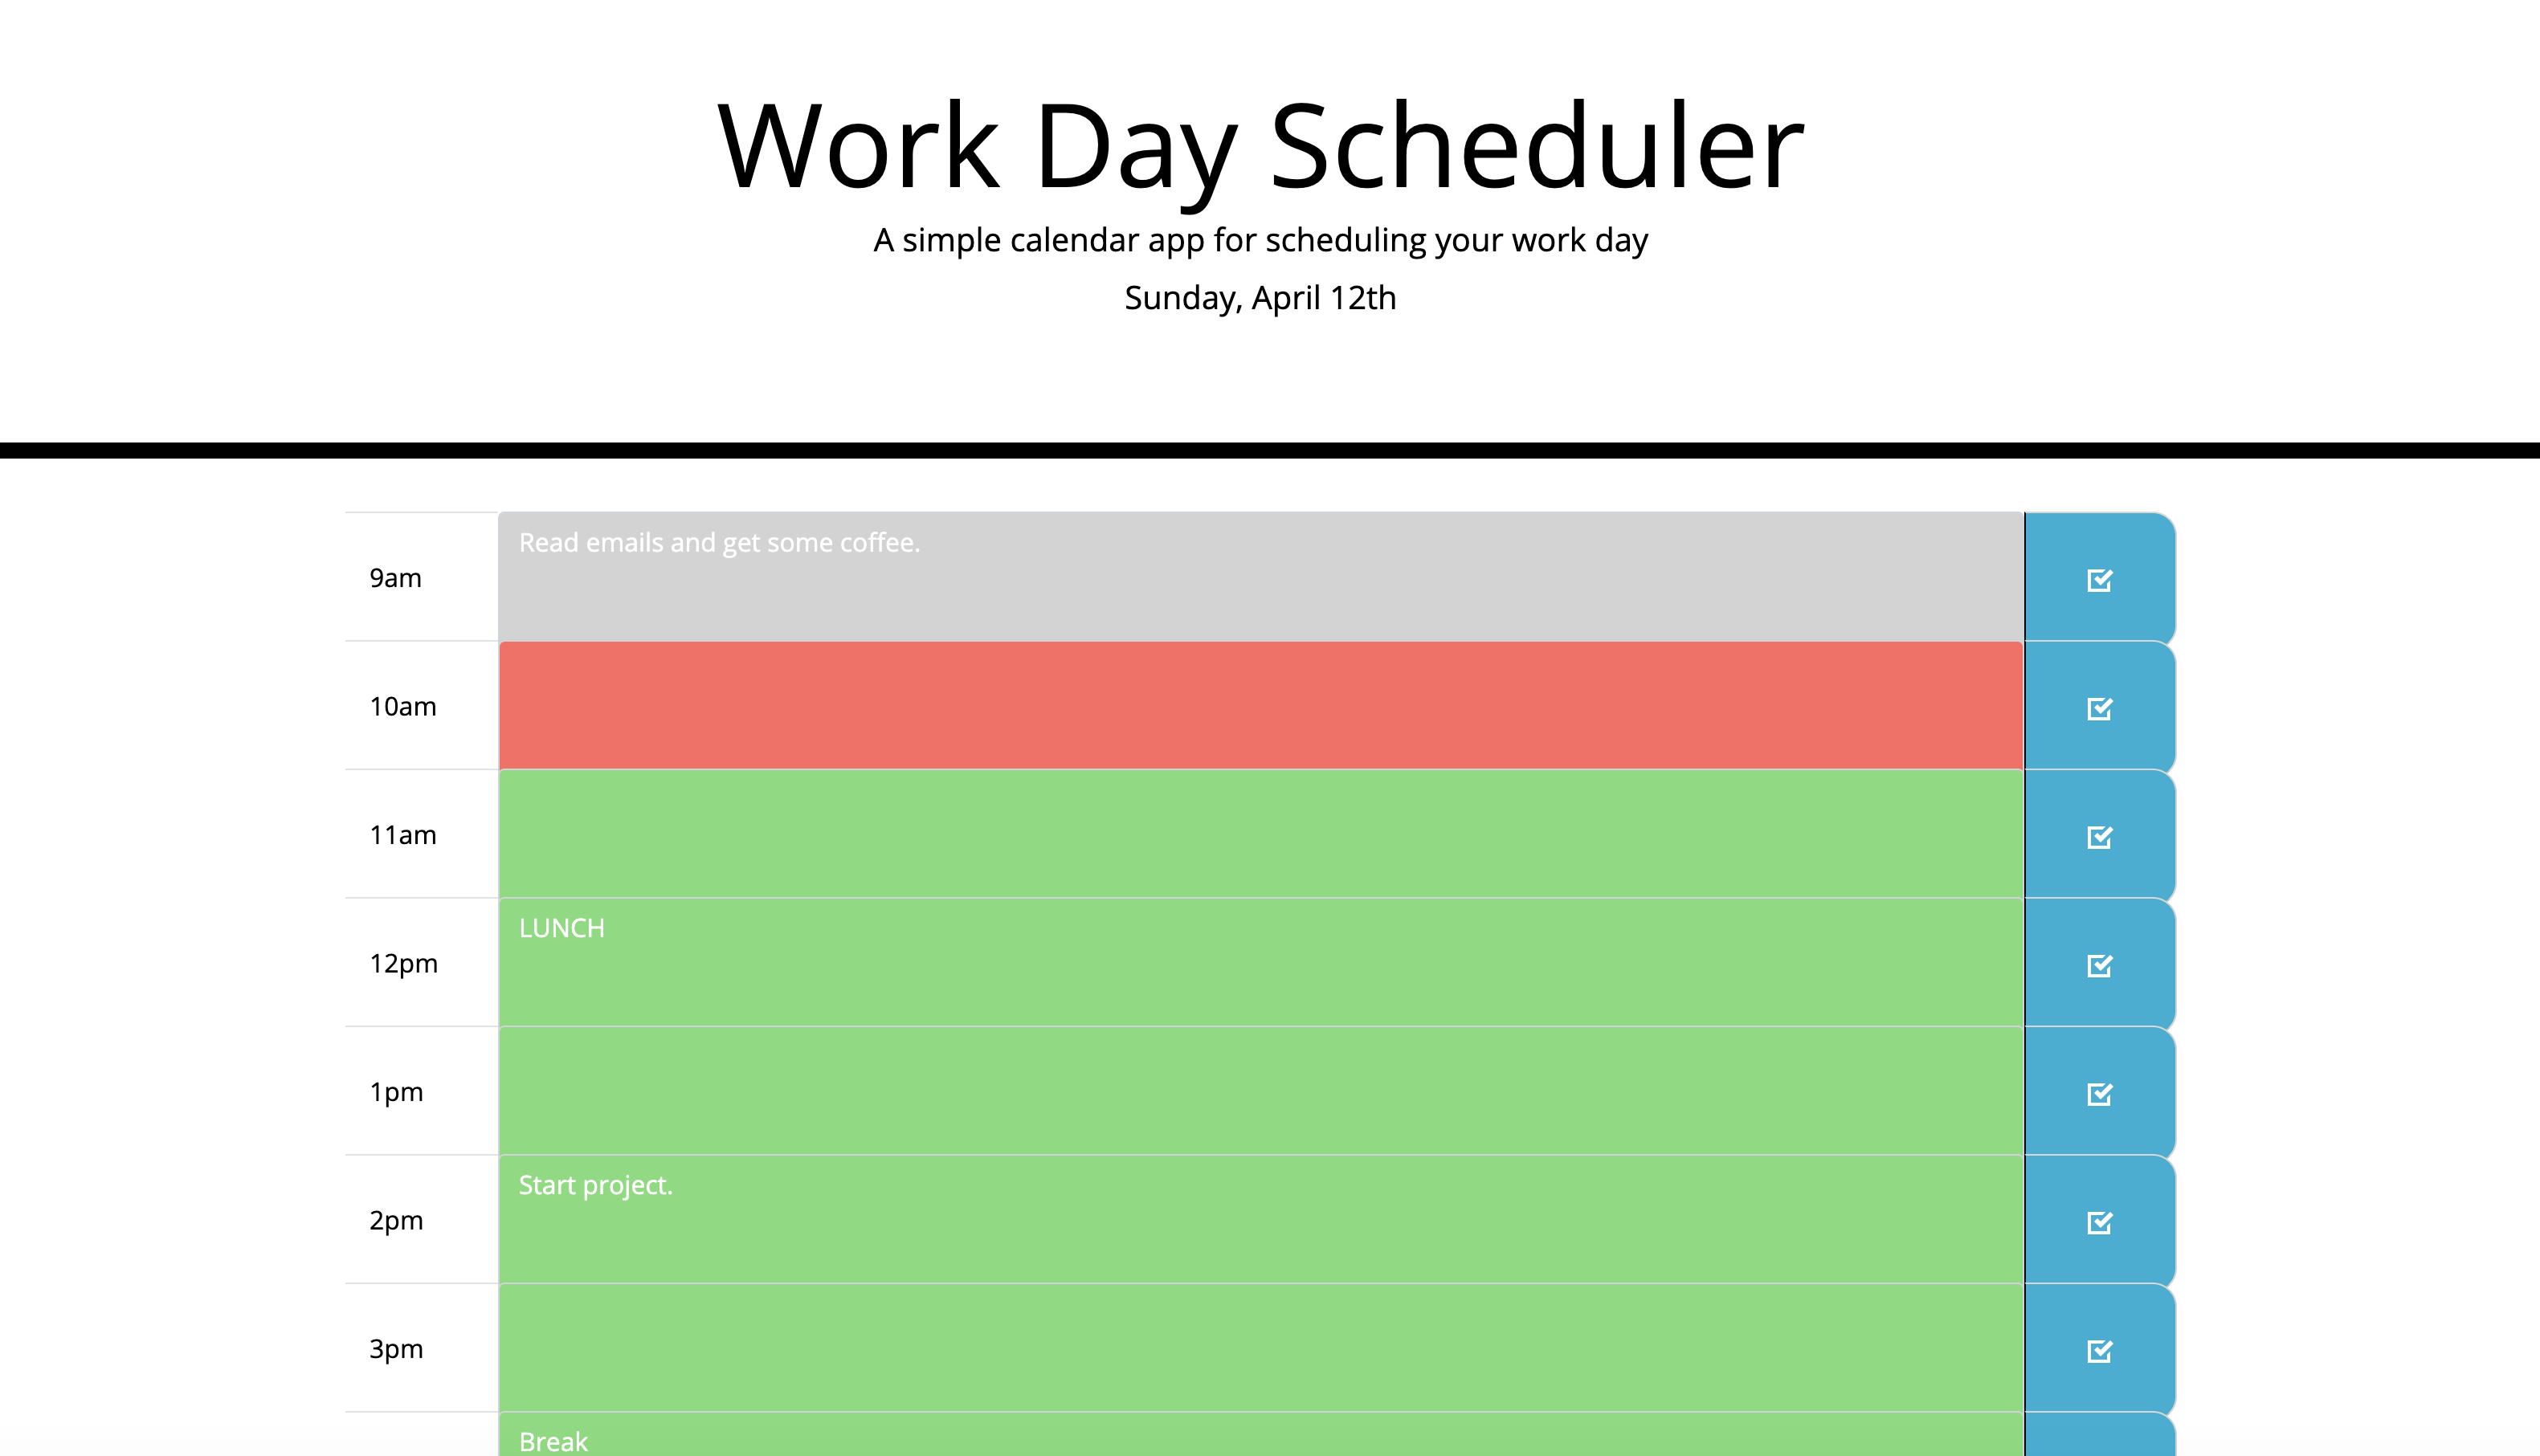 Work Day Scheduler
A simple calendar app for scheduling your work day
Sunday, April 12th
9am
Read emails and get some coffee.
10am
11am
12pm
LUNCH
1pm
2pm
Start project.
3pm
Break